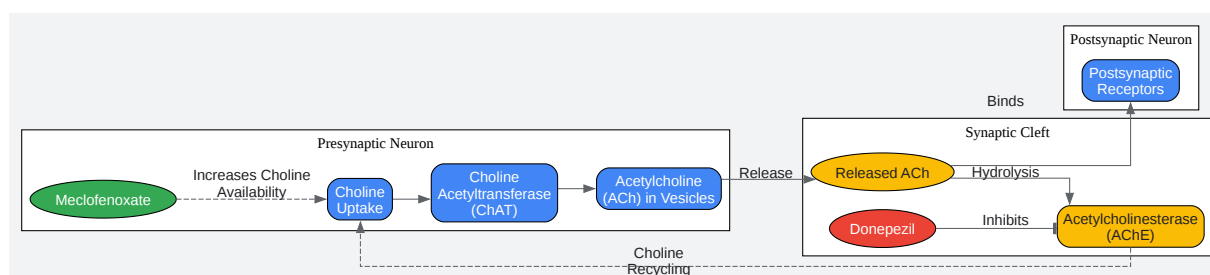 Postsynaptic Neuron
Postsynaptic
Receptors
Binds
Synaptic Cleft
Presynaptic Neuron
Increases Choline
Availability
Meclofenoxate
Choline
Uptake
Choline
Acetyltransferase
(ChAT)
Acetylcholine
(ACh) in Vesicles
Release
Released ACh
Hydrolysis
Donepezil
Inhibits
Acetylcholinesterase
(AChE)
Choline
Recycling